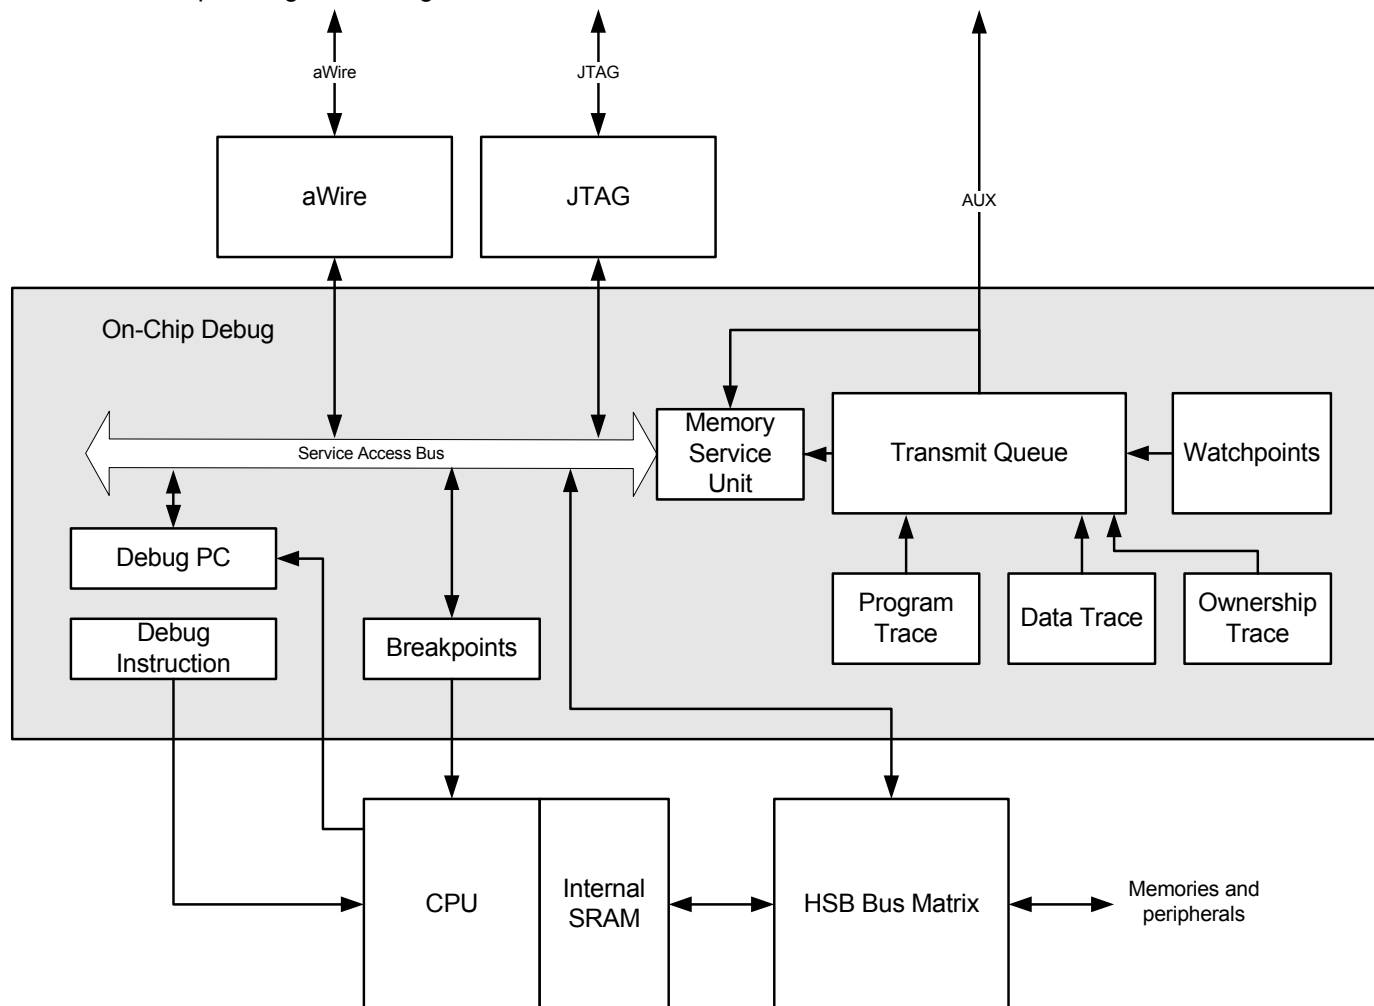 aWire
JTAG
aWire
JTAG
AUX
On-Chip Debug
Service Access Bus
Memory
Service
Unit
Transmit Queue
Watchpoints
Debug PC
Debug
Instruction
Breakpoints
Program
Trace
Data Trace
Ownership
Trace
CPU
Internal
SRAM
HSB Bus Matrix
Memories and
peripherals